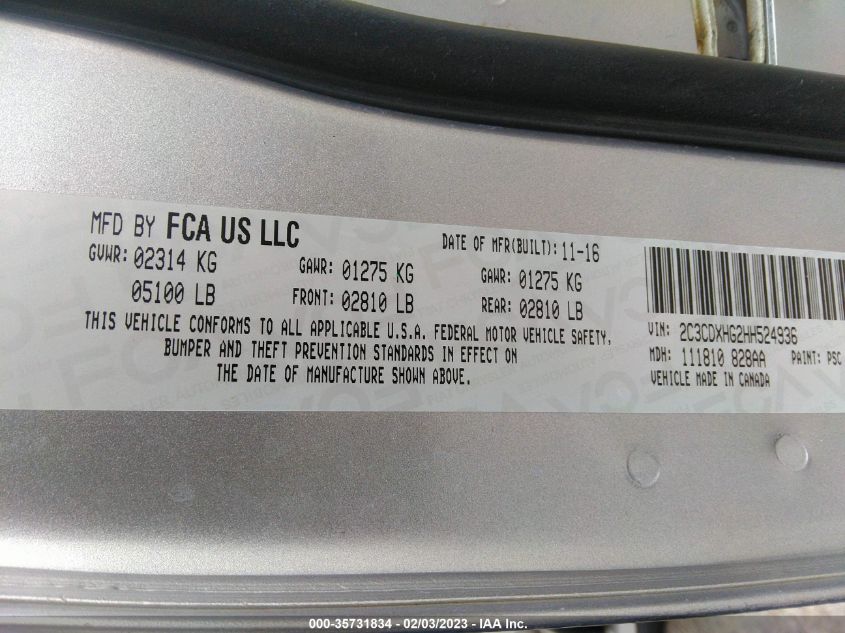 MFD BY FCA US LLC
DATE OF MFR(BUILT): 11-16
GVWR: 02314 KG
GAWR: 01275 KG
GAWR: 01275 KG
05100 LB
FRONT: 02810 LB
REAR: 02810 LB
THIS VEHICLE CONFORMS TO ALL APPLICABLE U.S.A. FEDERAL MOTOR VEHICLE SAFETY,
BUMPER AND THEFT PREVENTION STANDARDS IN EFFECT ON
THE DATE OF MANUFACTURE SHOWN ABOVE.
VIN: 2C3CDXHG2HH524936
MDH: 111810 828AA PAINT: PSC
VEHICLE MADE IN CANADA
000-35731834 — 02/03/2023 — IAA Inc.